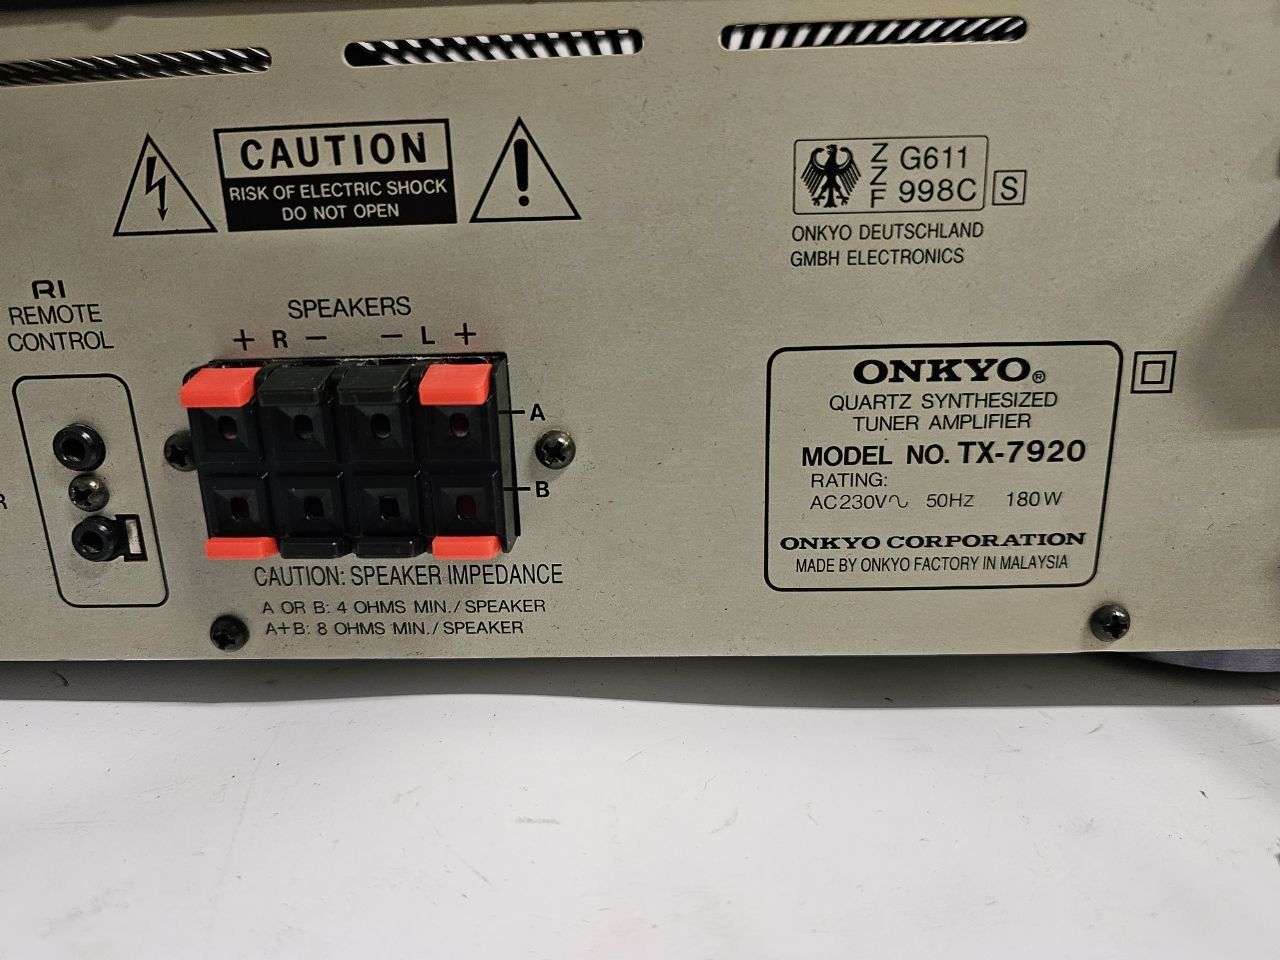 CAUTION
RISK OF ELECTRIC SHOCK
DO NOT OPEN
ZZF
G611
998C
S
ONKYO DEUTSCHLAND
GMBH ELECTRONICS
RI
REMOTE
CONTROL
R
SPEAKERS
+ R − − L +
A
B
CAUTION: SPEAKER IMPEDANCE
A OR B: 4 OHMS MIN./SPEAKER
A+B: 8 OHMS MIN./SPEAKER
ONKYO®
QUARTZ SYNTHESIZED
TUNER AMPLIFIER
MODEL NO. TX-7920
RATING:
AC230V∿ 50Hz 180W
ONKYO CORPORATION
MADE BY ONKYO FACTORY IN MALAYSIA